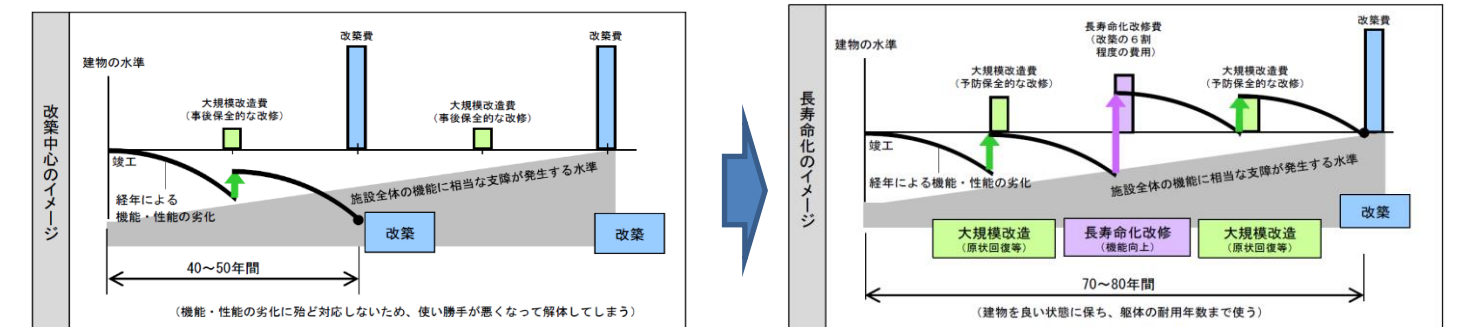 改築中心のイメージ
建物の水準
改築費
改築費
大規模改造費
（事後保全的な改修）
大規模改造費
（事後保全的な改修）
竣工
経年による
機能・性能の劣化
施設全体の機能に相当な支障が発生する水準
改築
改築
40～50年間
（機能・性能の劣化に殆ど対応しないため、使い勝手が悪くなって解体してしまう）
長寿命化のイメージ
建物の水準
長寿命化改修費
（改築の６割
程度の費用）
改築費
大規模改造費
（予防保全的な改修）
大規模改造費
（予防保全的な改修）
竣工
経年による機能・性能の劣化
施設全体の機能に相当な支障が発生する水準
改築
大規模改造
（原状回復等）
長寿命化改修
（機能向上）
大規模改造
（原状回復等）
70～80年間
（建物を良い状態に保ち、躯体の耐用年数まで使う）